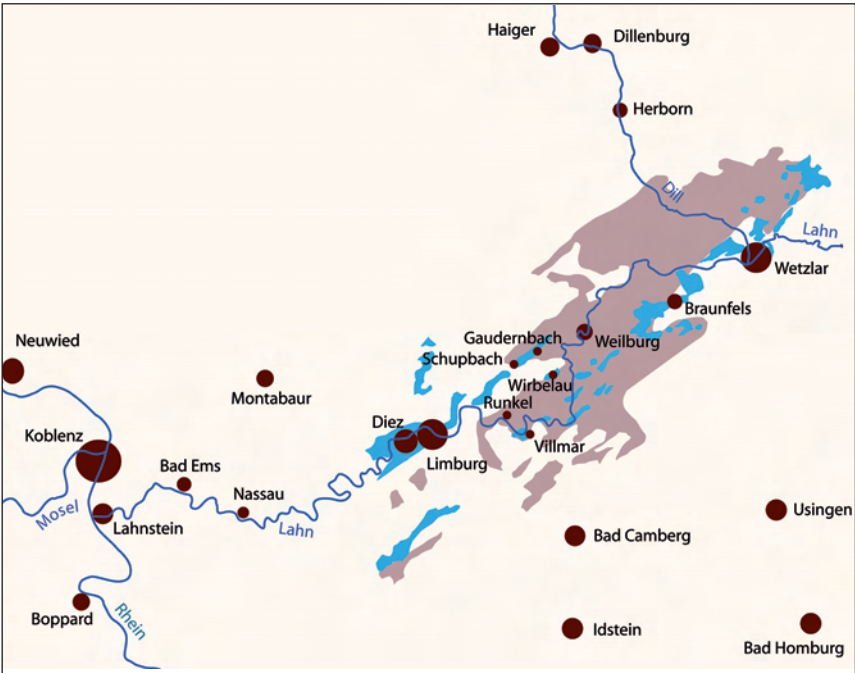 Haiger
Dillenburg
Herborn
Dill
Lahn
Wetzlar
Braunfels
Neuwied
Gaudernbach
Weilburg
Schupbach
Montabaur
Wirbelau
Runkel
Diez
Koblenz
Villmar
Limburg
Bad Ems
Nassau
Mosel
Lahnstein
Lahn
Usingen
Bad Camberg
Boppard
Rhein
Idstein
Bad Homburg